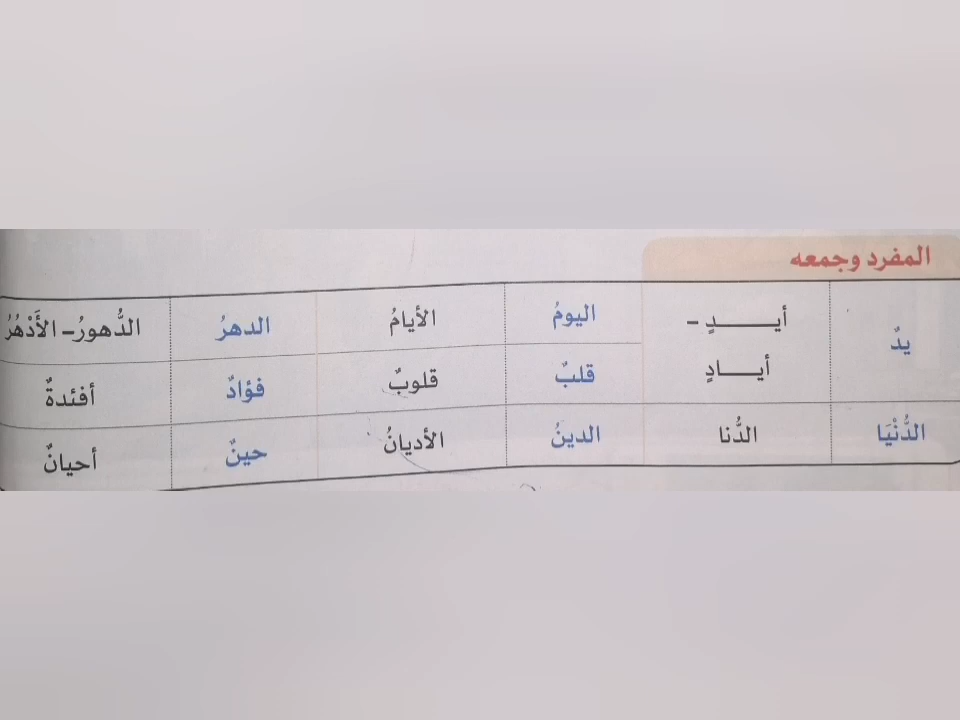 المفرد وجمعه
يدٌ أيـــدٍ – أيـــادٍ اليومُ الأيامُ الدهرُ الدُّهورُ– الأَدْهُرُ
قلبٌ قلوبٌ فؤادٌ أفئدةٌ
الدُّنْيَا الدُّنا الدينُ الأديانُ حينٌ أحيانٌ